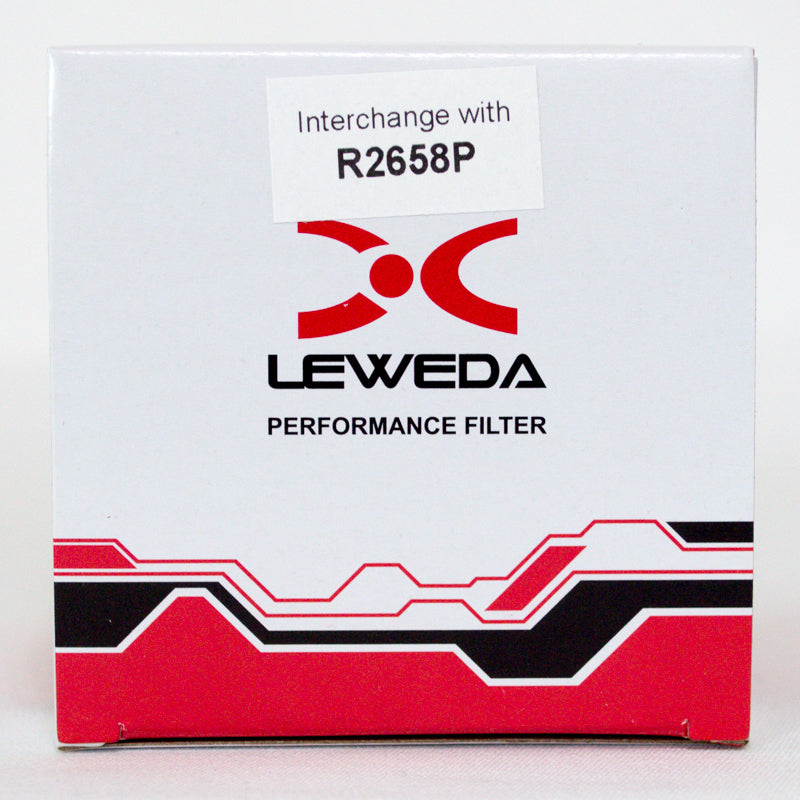 Interchange with
R2658P
LEWEDA
PERFORMANCE FILTER